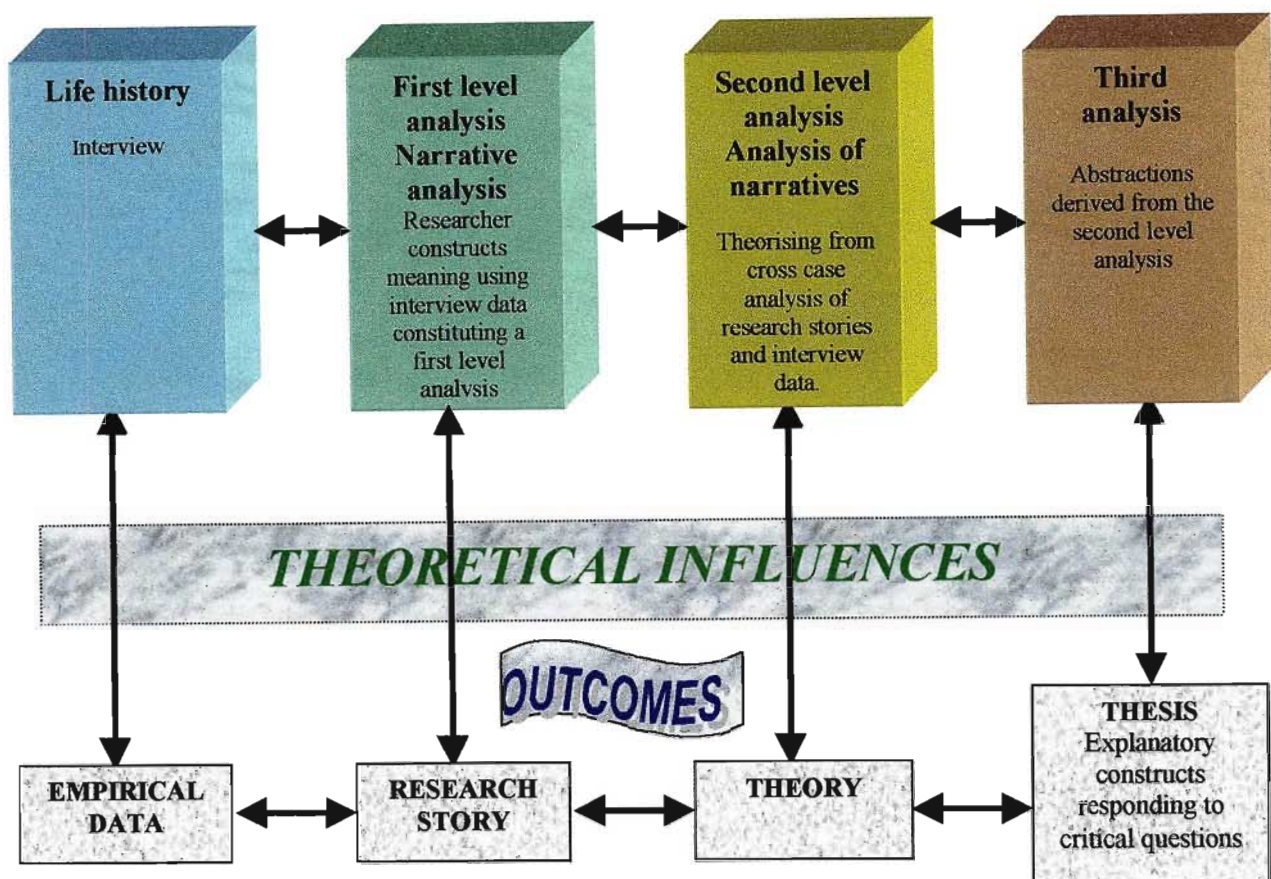 Life history
Interview
First level
analysis
Narrative
analysis
Researcher
constructs
meaning using
interview data
constituting a
first level
analysis
Second level
analysis
Analysis of
narratives
Theorising from
cross case
analysis of
research stories
and interview
data.
Third
analysis
Abstractions
derived from the
second level
analysis
THEORETICAL INFLUENCES
OUTCOMES
EMPIRICAL
DATA
RESEARCH
STORY
THEORY
THESIS
Explanatory
constructs
responding to
critical questions